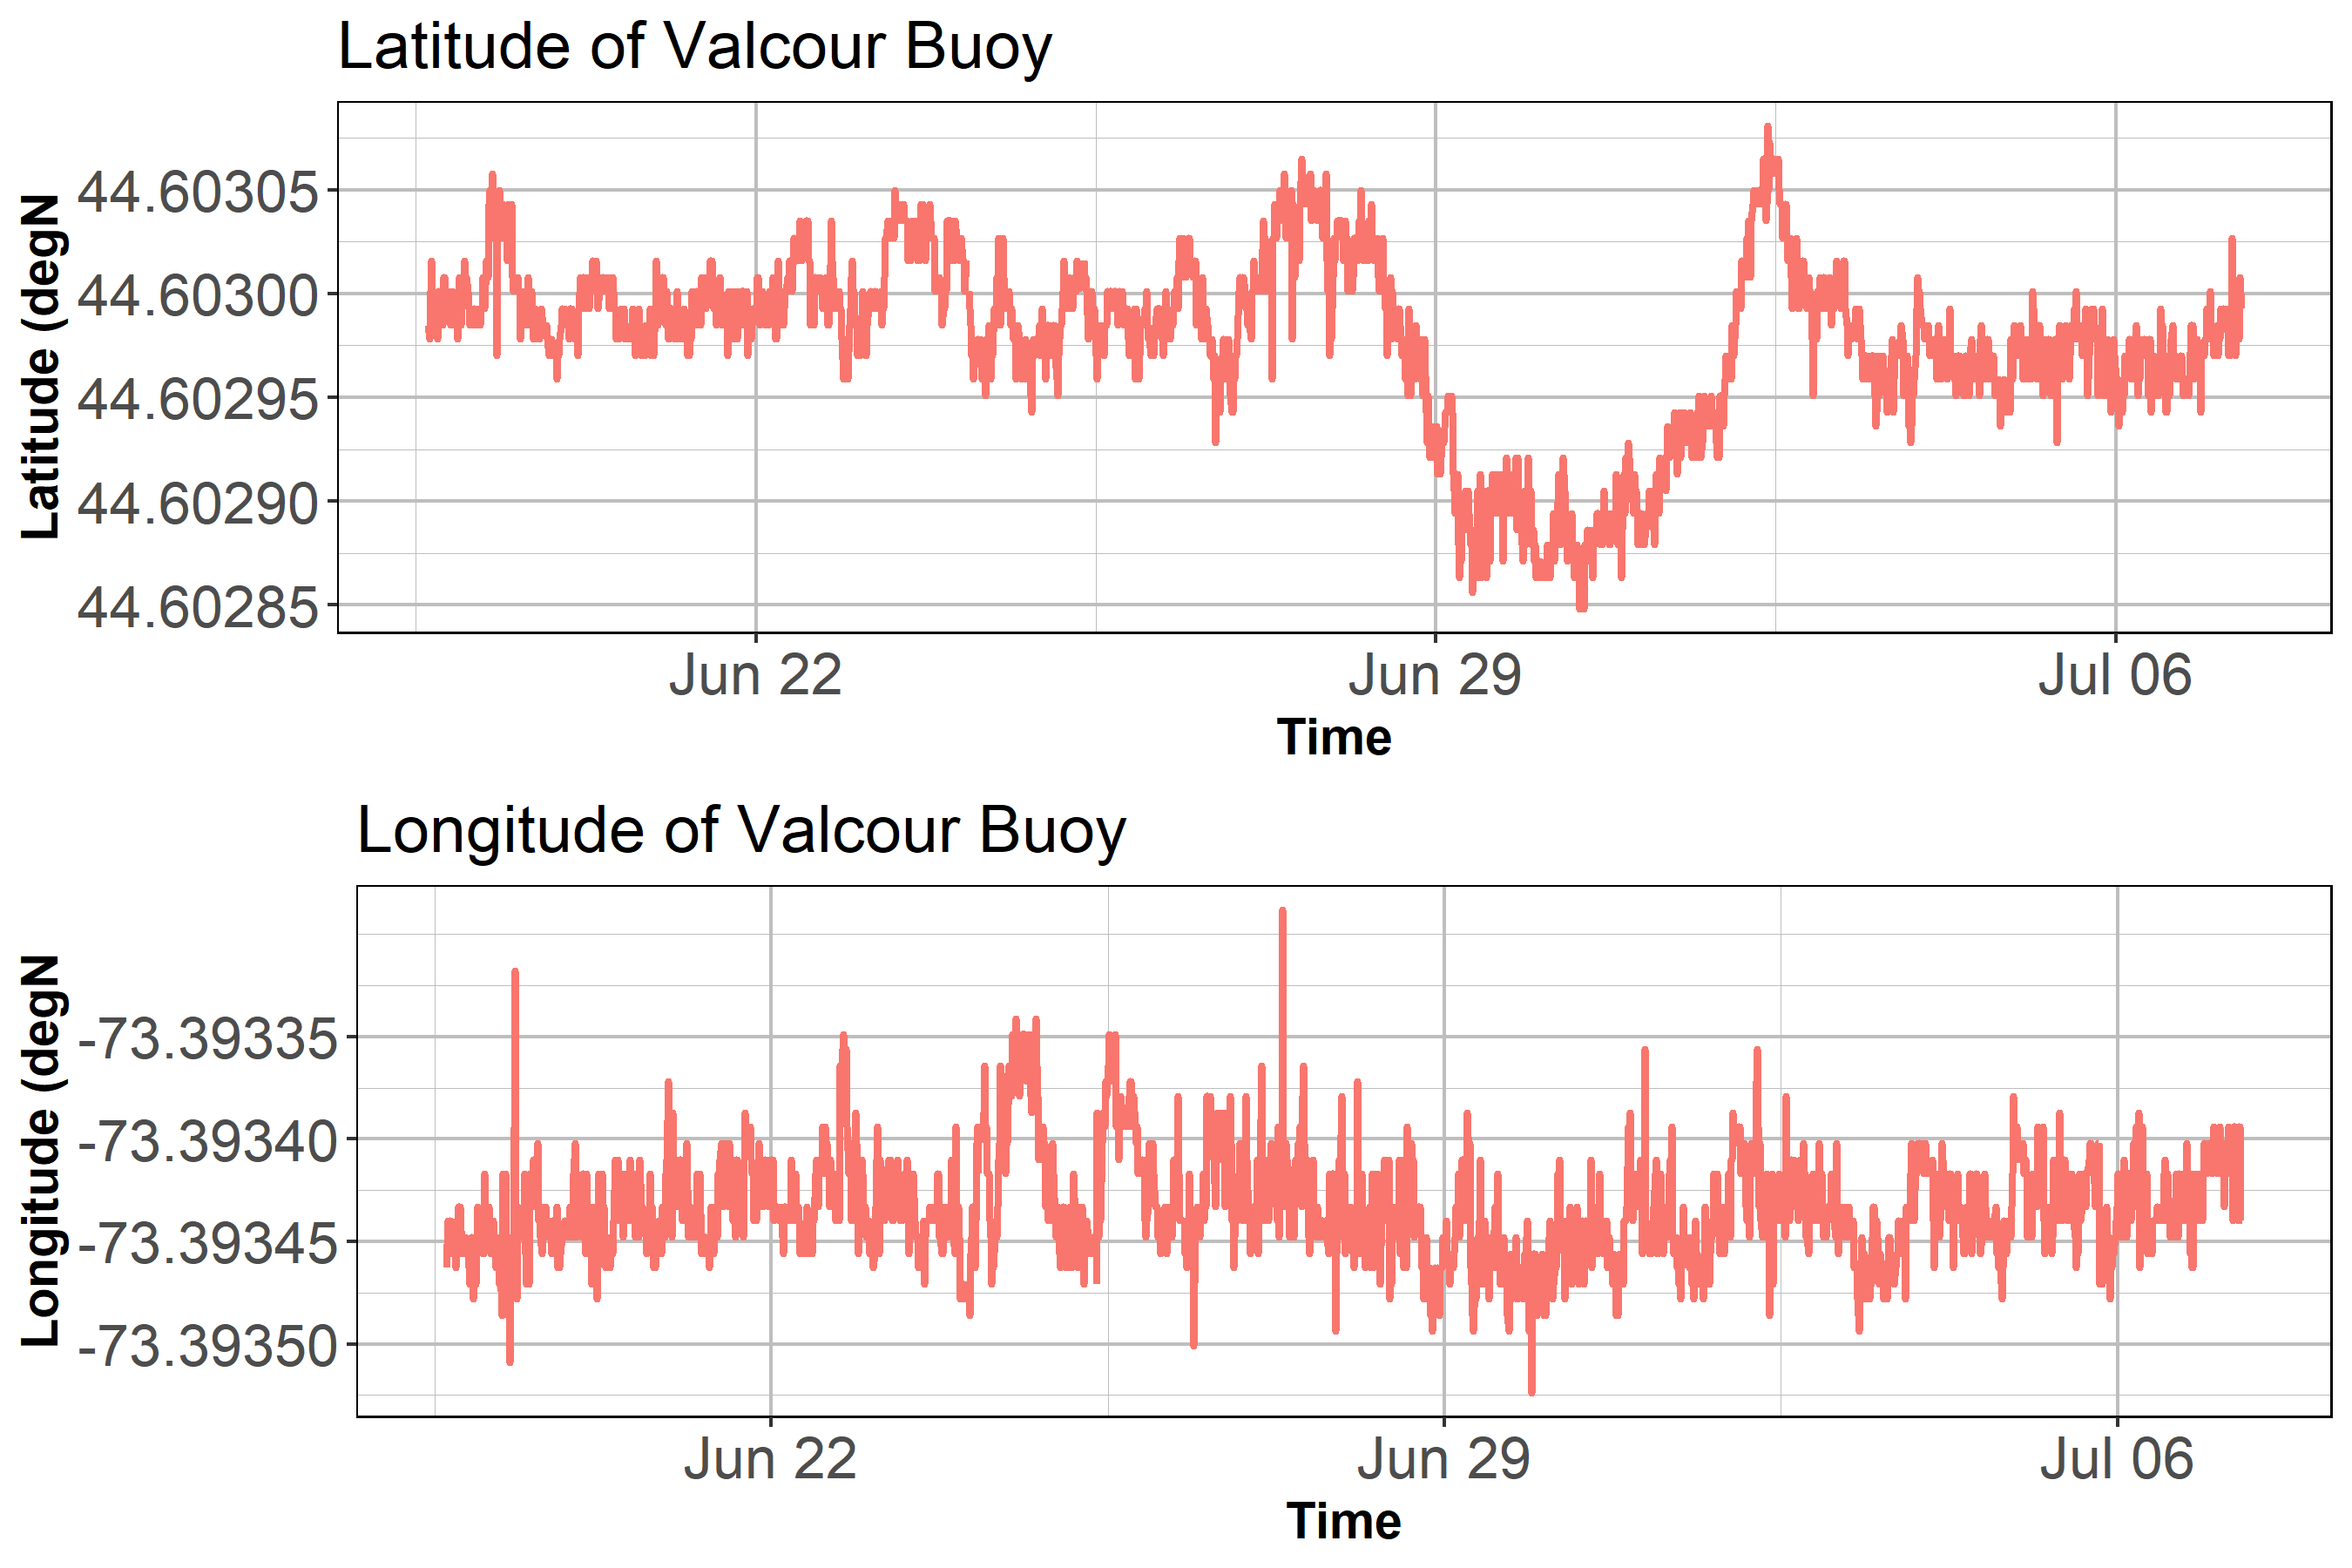 Latitude of Valcour Buoy
Latitude (degN
44.60305
44.60300
44.60295
44.60290
44.60285
Jun 22
Jun 29
Jul 06
Time
Longitude of Valcour Buoy
Longitude (degN
-73.39335
-73.39340
-73.39345
-73.39350
Jun 22
Jun 29
Jul 06
Time